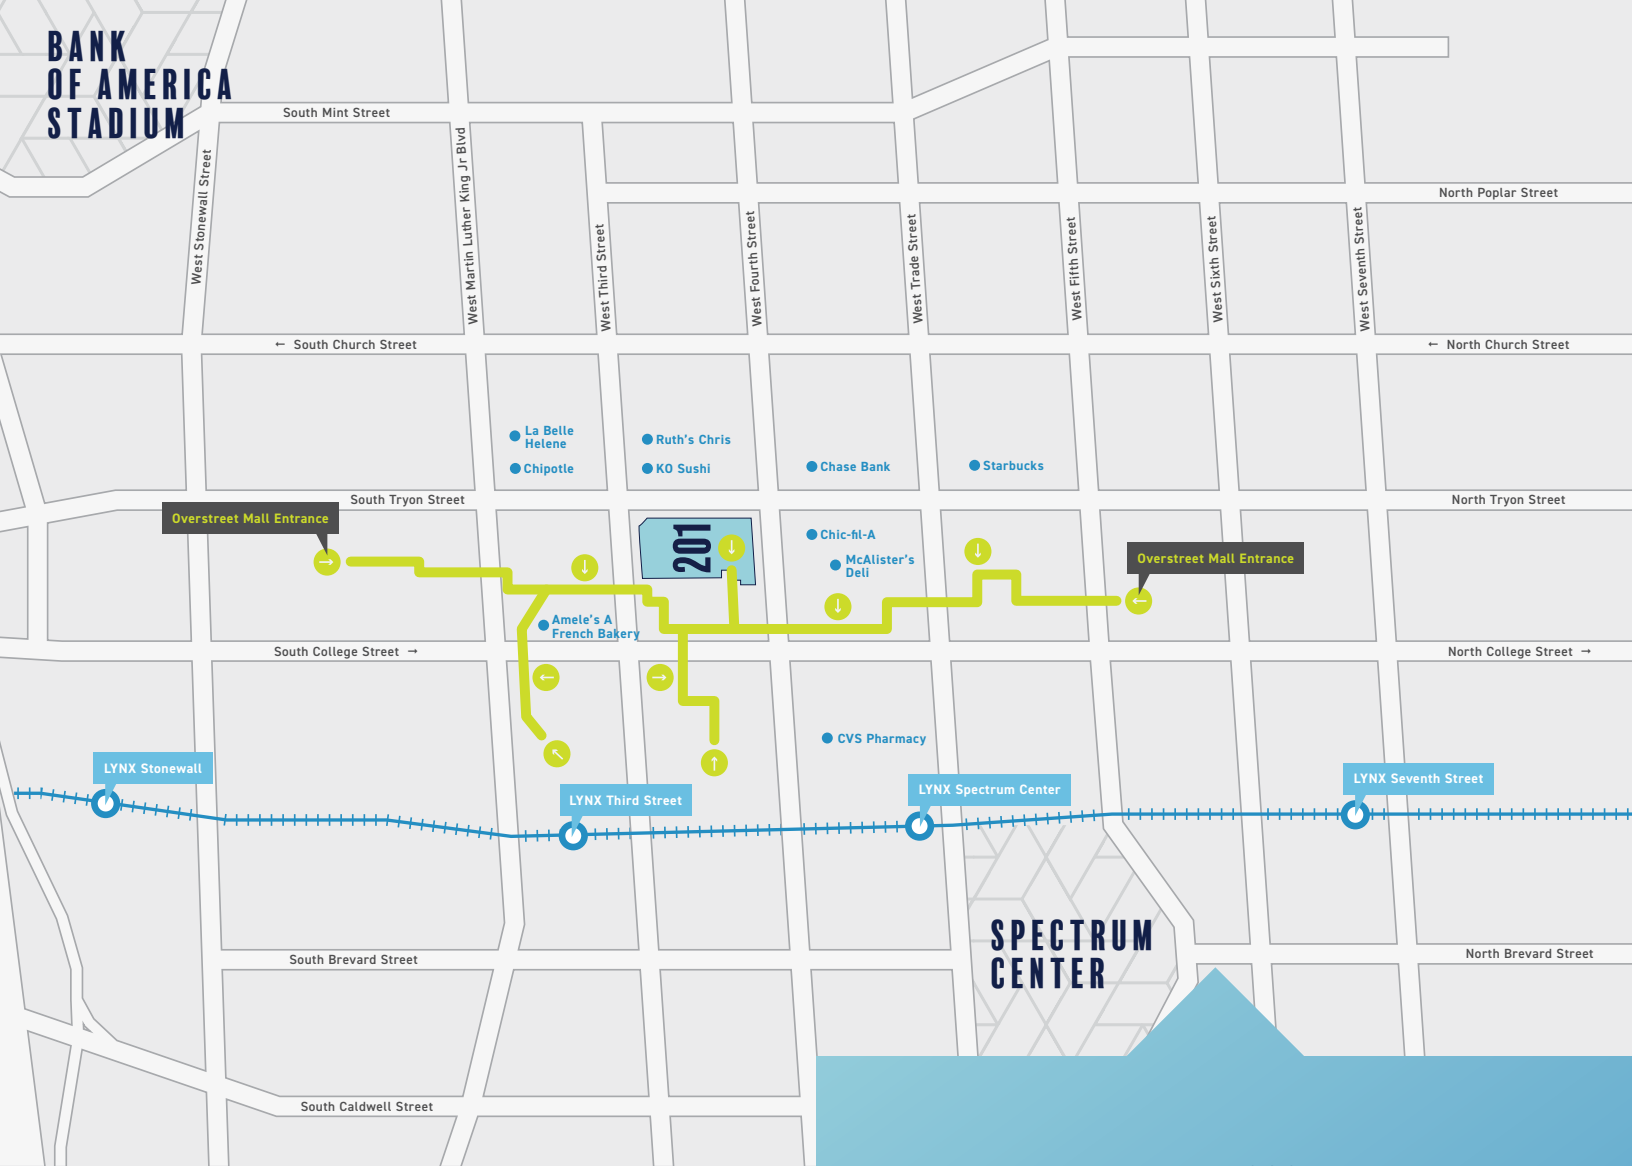 BANK
OF AMERICA
STADIUM
South Mint Street
West Stonewall Street
West Martin Luther King Jr Blvd
West Third Street
West Fourth Street
West Trade Street
West Fifth Street
West Sixth Street
West Seventh Street
North Poplar Street
← South Church Street
← North Church Street
La Belle
Helene
Chipotle
Ruth's Chris
KO Sushi
Chase Bank
Starbucks
South Tryon Street
North Tryon Street
Overstreet Mall Entrance
→
↓
201
↓
Chic-fil-A
McAlister's
Deli
↓
↓
Overstreet Mall Entrance
←
Amele's A
French Bakery
South College Street →
North College Street →
←
→
↖
↑
CVS Pharmacy
LYNX Stonewall
LYNX Third Street
LYNX Spectrum Center
LYNX Seventh Street
SPECTRUM
CENTER
South Brevard Street
North Brevard Street
South Caldwell Street